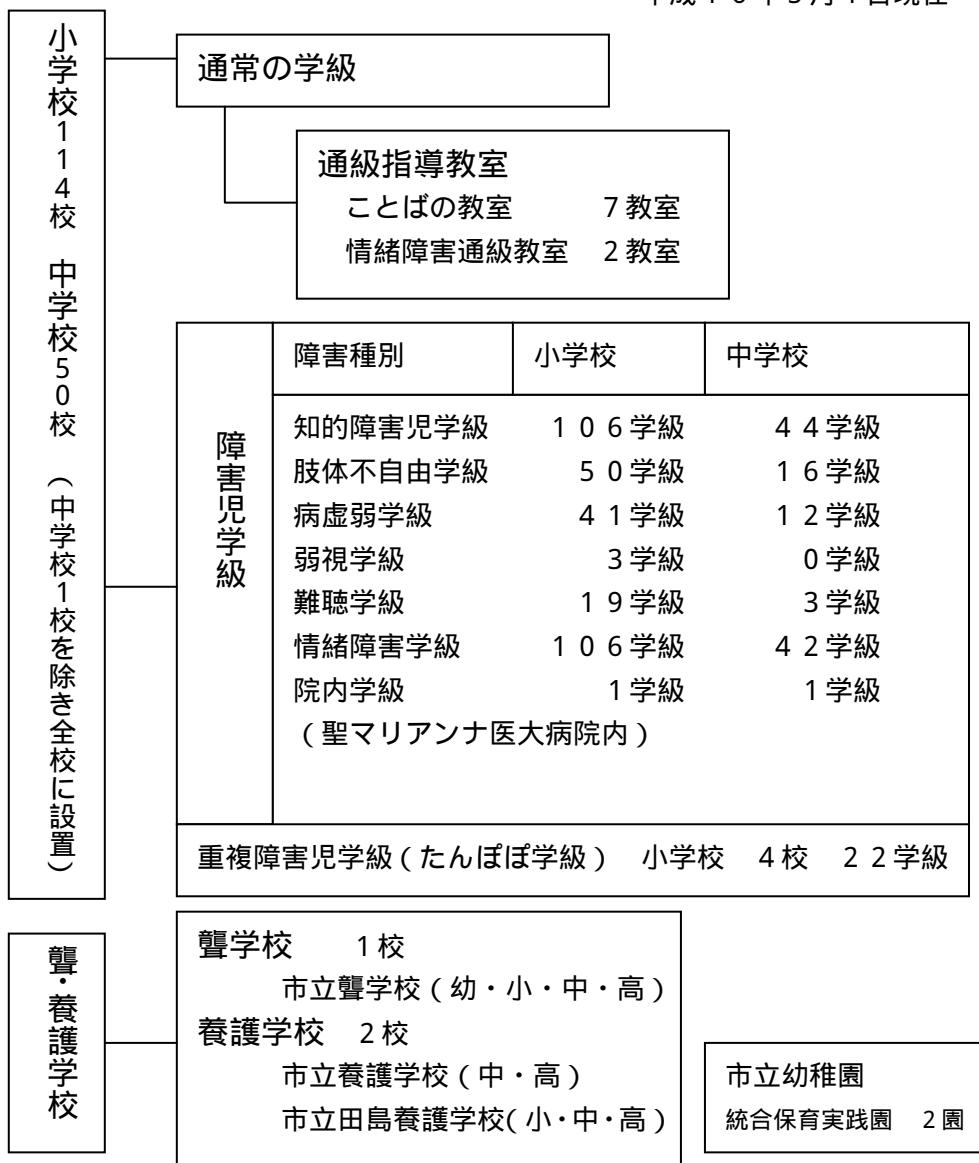 小学校１１４校　中学校５０校　（中学校１校を除き全校に設置）
通常の学級
通級指導教室
ことばの教室　　７教室
情緒障害通級教室　２教室
障害児学級
障害種別　小学校　中学校
知的障害児学級　１０６学級　４４学級
肢体不自由学級　５０学級　１６学級
病虚弱学級　４１学級　１２学級
弱視学級　３学級　０学級
難聴学級　１９学級　３学級
情緒障害学級　１０６学級　４２学級
院内学級　１学級　１学級
（聖マリアンナ医大病院内）
重複障害児学級（たんぽぽ学級）　小学校　４校　２２学級
聾・養護学校
聾学校　　１校
市立聾学校（幼・小・中・高）
養護学校　２校
市立養護学校（中・高）
市立田島養護学校（小・中・高）
市立幼稚園
統合保育実践園　２園